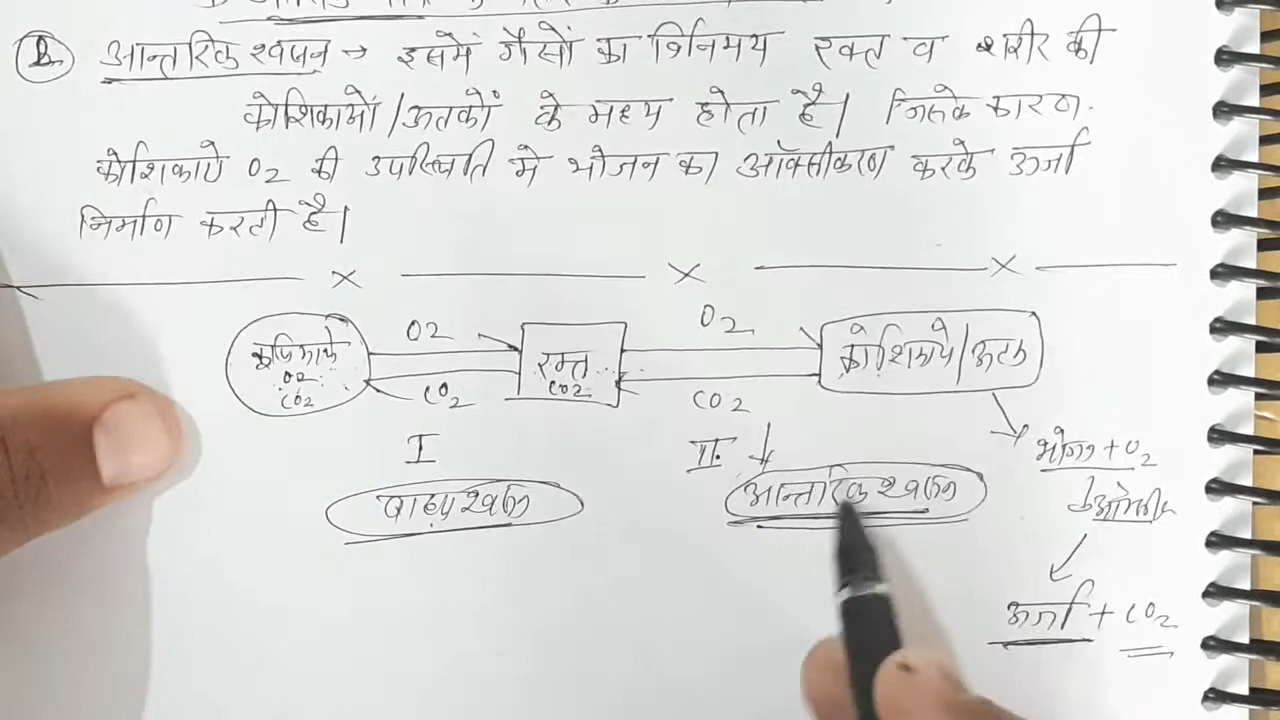 2. आन्तरिक श्वसन → इसमें गैसों का विनिमय रक्त व शरीर की
कोशिकाओं/ऊतकों के मध्य होता है। जिसके कारण
कोशिकाऐ O2 की उपस्थिति मे भोजन का ऑक्सीकरण करके ऊर्जा
निर्माण करती है।
O2
CO2
O2
CO2
रक्त
CO2
O2
CO2
कोशिकाये/ऊतक
I
बाह्य श्वसन
II.
आन्तरिक श्वसन
भोजन + O2
ऊर्जा + CO2